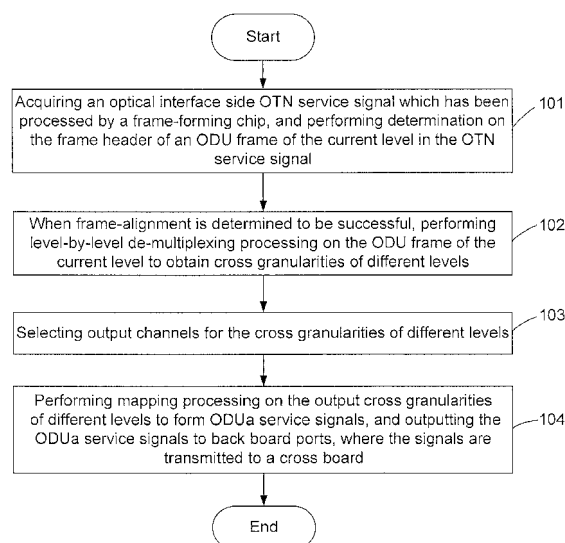 Start
Acquiring an optical interface side OTN service signal which has been
processed by a frame-forming chip, and performing determination on
the frame header of an ODU frame of the current level in the OTN
service signal
101
When frame-alignment is determined to be successful, performing
level-by-level de-multiplexing processing on the ODU frame of the
current level to obtain cross granularities of different levels
102
Selecting output channels for the cross granularities of different levels
103
Performing mapping processing on the output cross granularities
of different levels to form ODUa service signals, and outputting the
ODUa service signals to back board ports, where the signals are
transmitted to a cross board
104
End